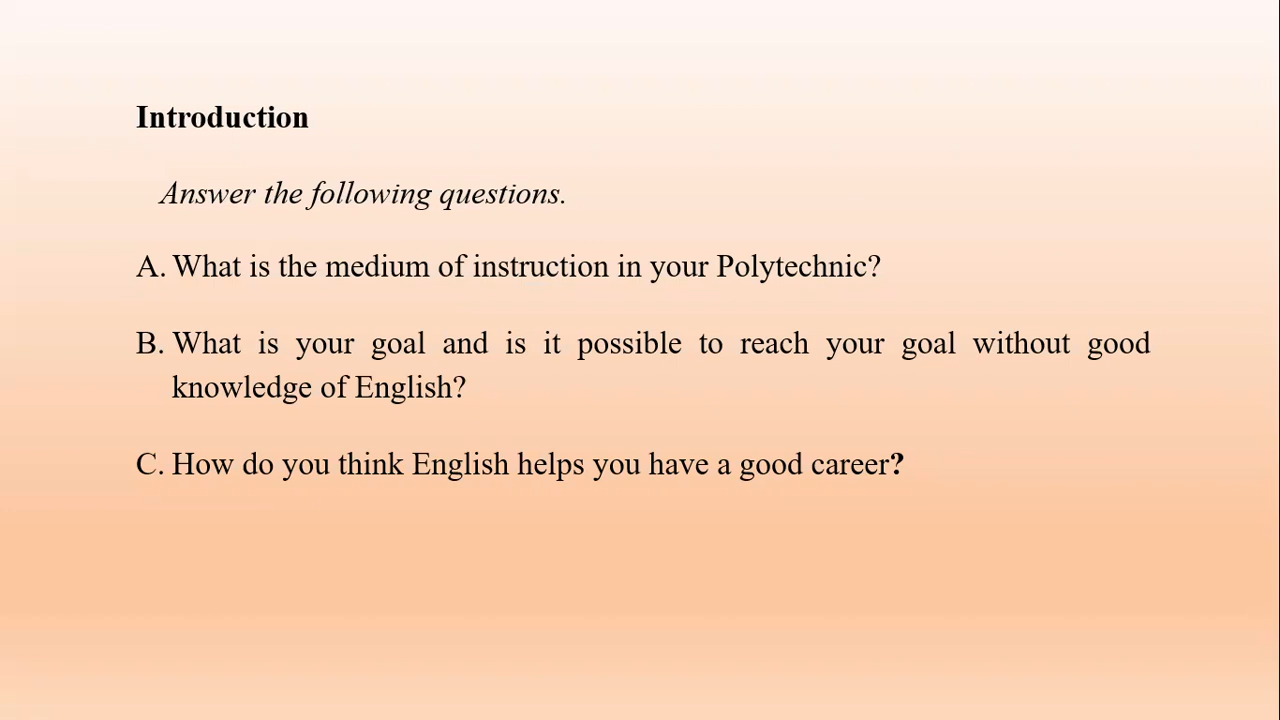 Introduction
Answer the following questions.
A. What is the medium of instruction in your Polytechnic?
B. What is your goal and is it possible to reach your goal without good
knowledge of English?
C. How do you think English helps you have a good career?